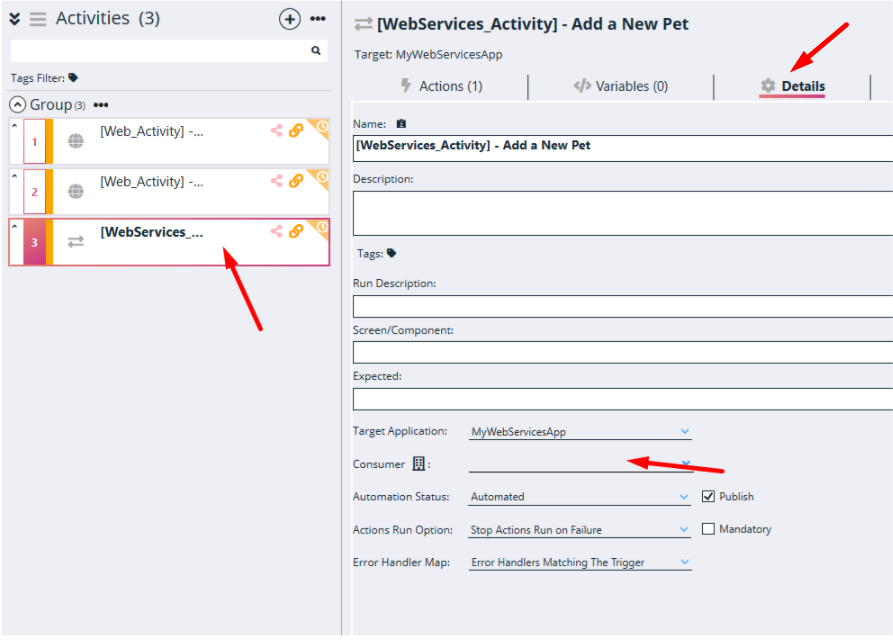 Activities (3)
Tags Filter:
Group (3)
1
[Web_Activity] -...
2
[Web_Activity] -...
3
[WebServices_...
[WebServices_Activity] - Add a New Pet
Target: MyWebServicesApp
Actions (1)
Variables (0)
Details
Name:
[WebServices_Activity] - Add a New Pet
Description:
Tags:
Run Description:
Screen/Component:
Expected:
Target Application: MyWebServicesApp
Consumer :
Automation Status: Automated Publish
Actions Run Option: Stop Actions Run on Failure Mandatory
Error Handler Map: Error Handlers Matching The Trigger